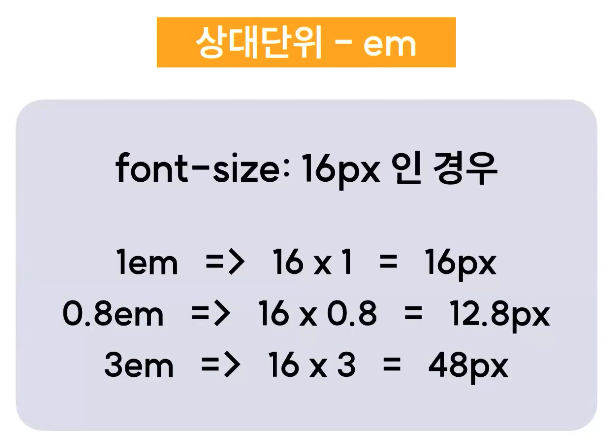 상대단위 - em
font-size: 16px 인 경우
1em => 16 x 1 = 16px
0.8em => 16 x 0.8 = 12.8px
3em => 16 x 3 = 48px